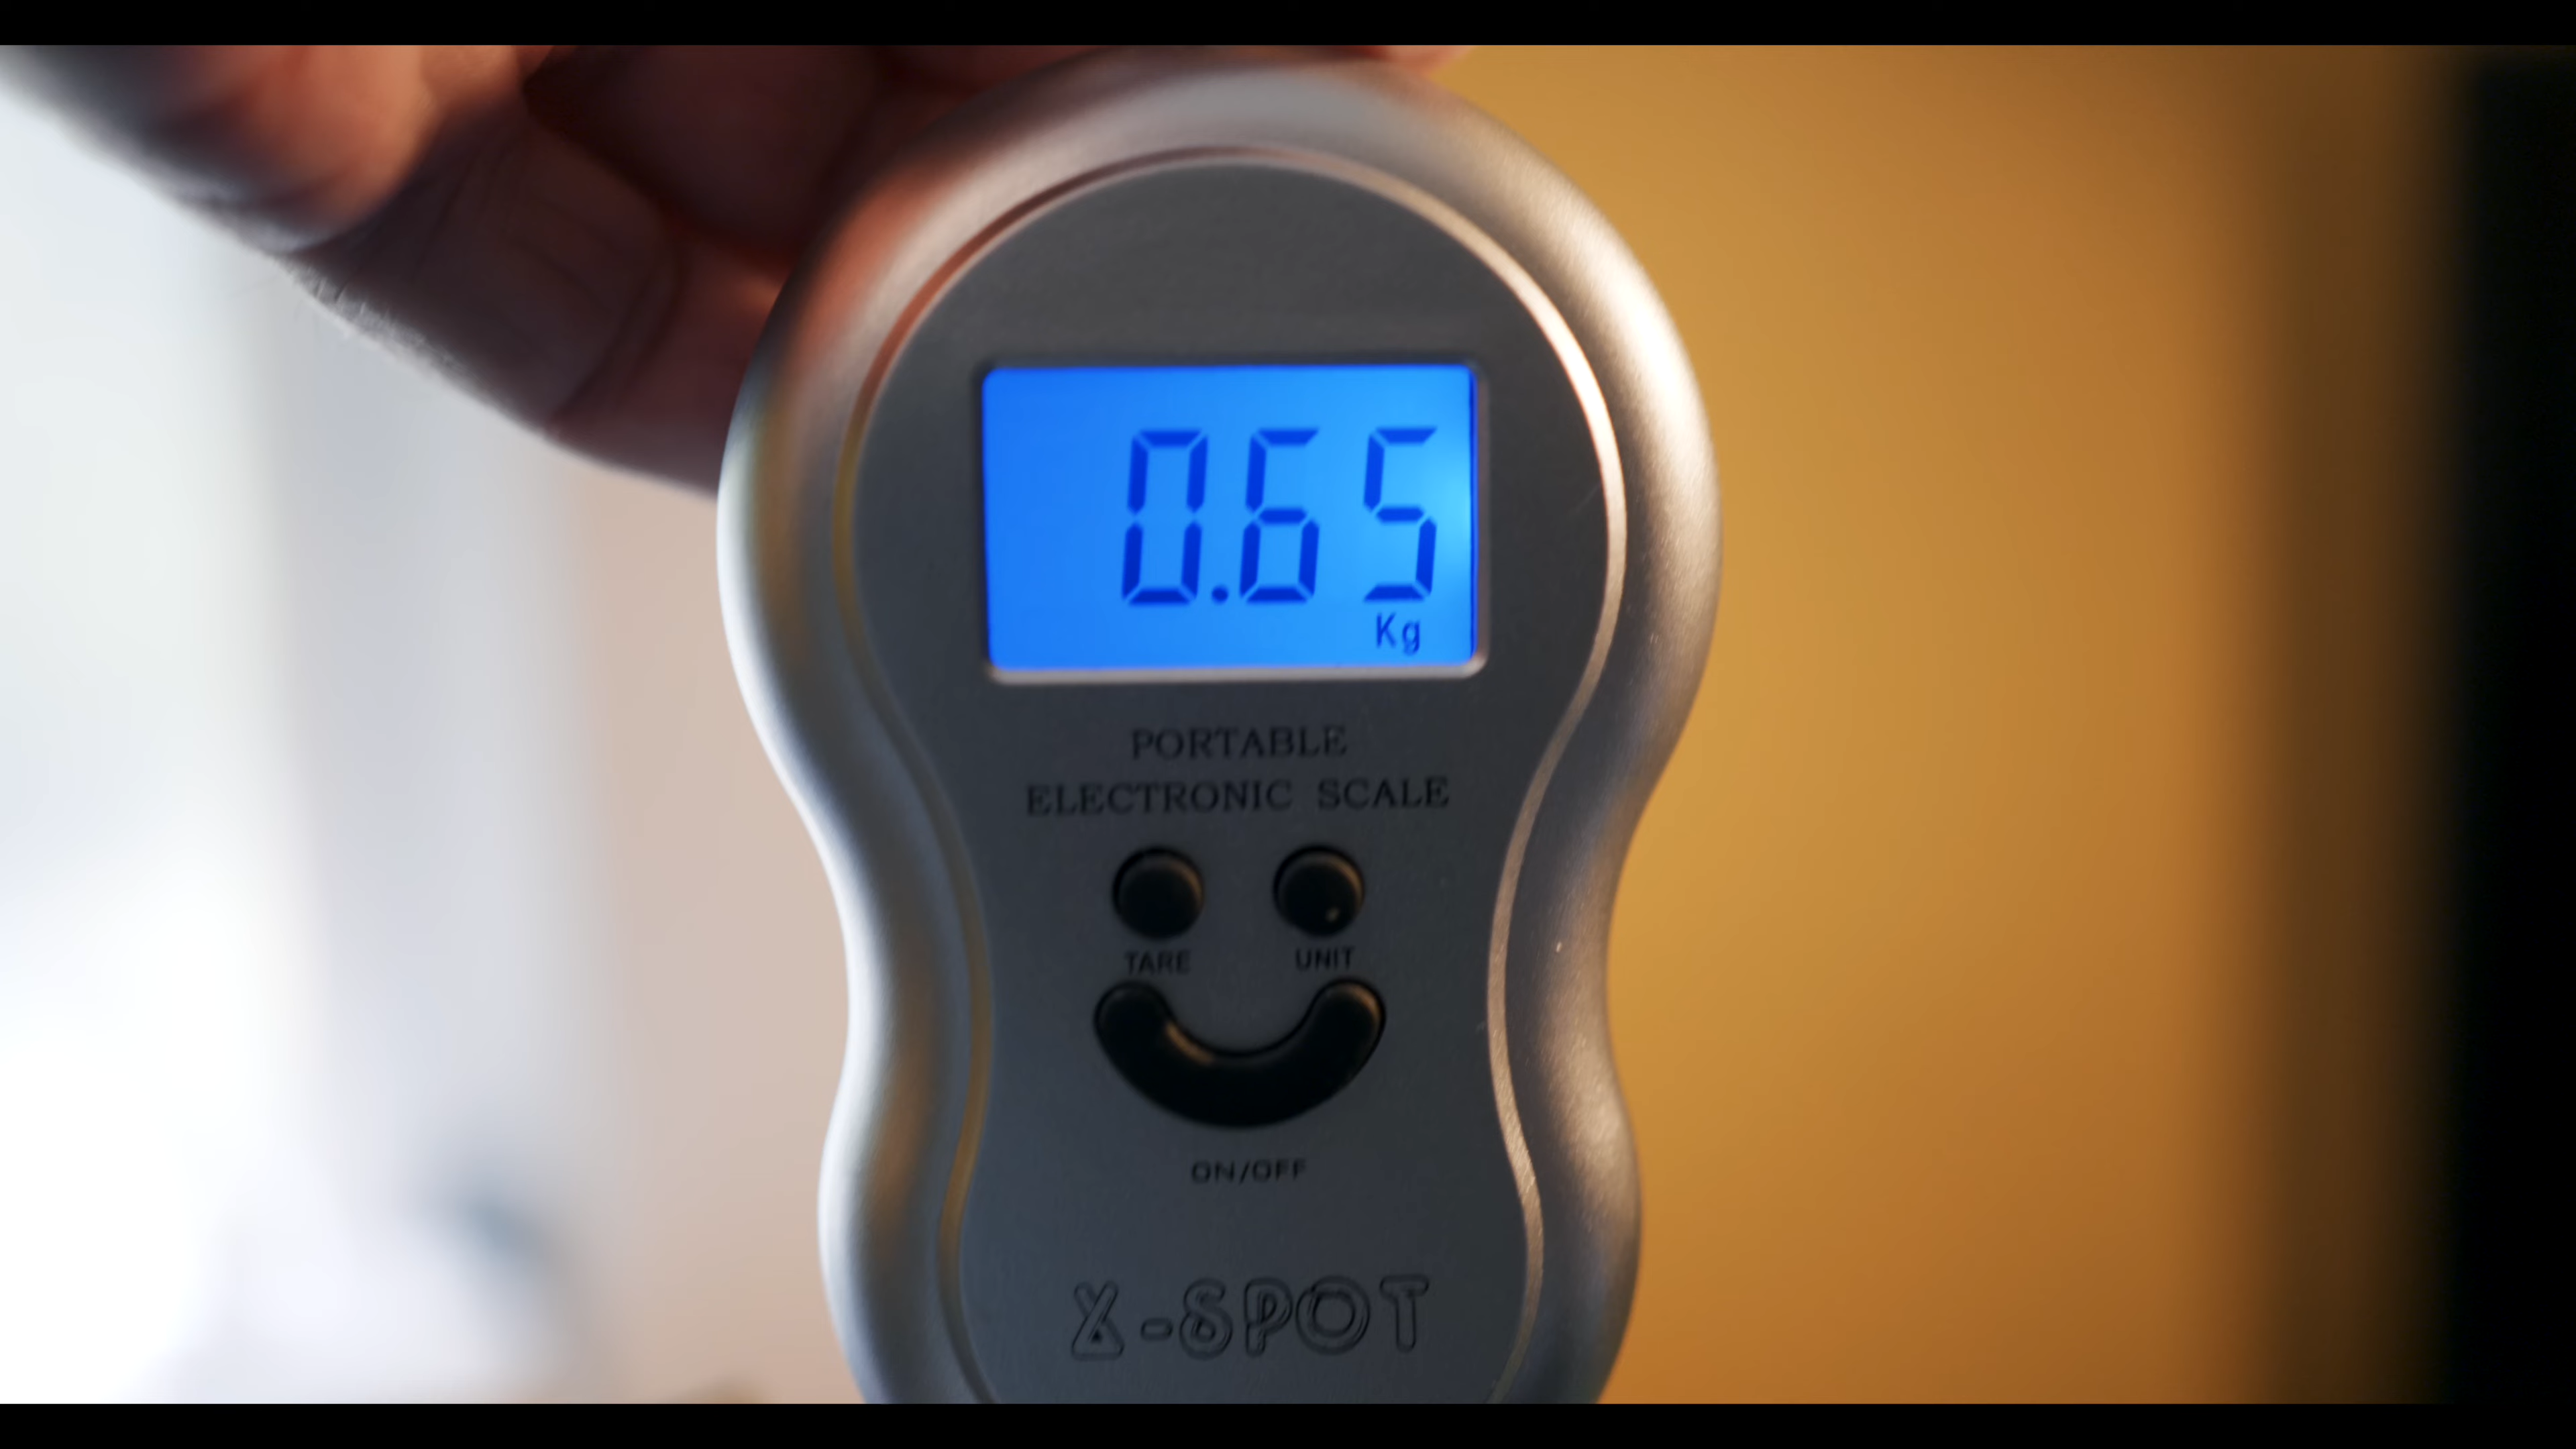 0.65
Kg
PORTABLE
ELECTRONIC SCALE
TARE UNIT
ON/OFF
X-SPOT